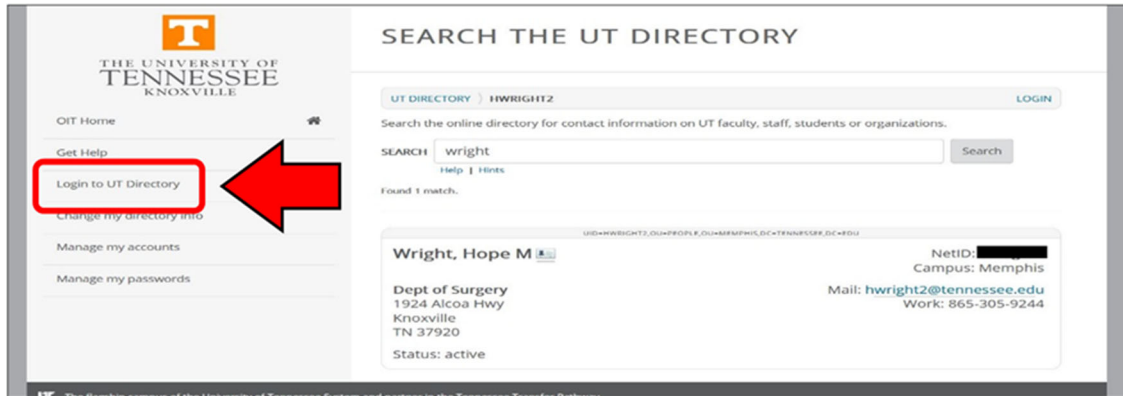 T
THE UNIVERSITY OF
TENNESSEE
KNOXVILLE
OIT Home
Get Help
Login to UT Directory
Change my directory info
Manage my accounts
Manage my passwords
SEARCH THE UT DIRECTORY
UT DIRECTORY HWRIGHT2 LOGIN
Search the online directory for contact information on UT faculty, staff, students or organizations.
SEARCH wright Search
Help | Hints
Found 1 match.
UID=HWRIGHT2,OU=PEOPLE,OU=MEMPHIS,DC=TENNESSEE,DC=EDU
Wright, Hope M NetID:
Campus: Memphis
Dept of Surgery Mail: hwright2@tennessee.edu
1924 Alcoa Hwy Work: 865-305-9244
Knoxville
TN 37920
Status: active